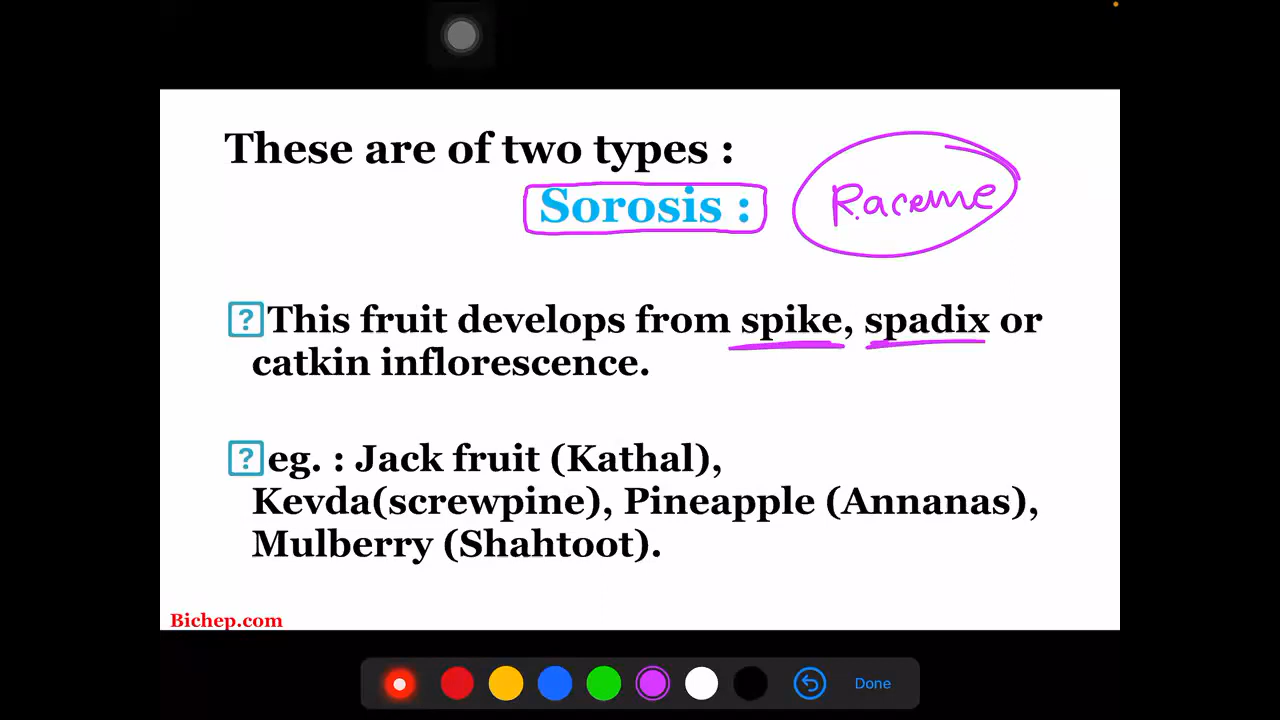 These are of two types :
Sorosis :
Raceme
?This fruit develops from spike, spadix or
catkin inflorescence.
?eg. : Jack fruit (Kathal),
Kevda(screwpine), Pineapple (Annanas),
Mulberry (Shahtoot).
Bichep.com
Done